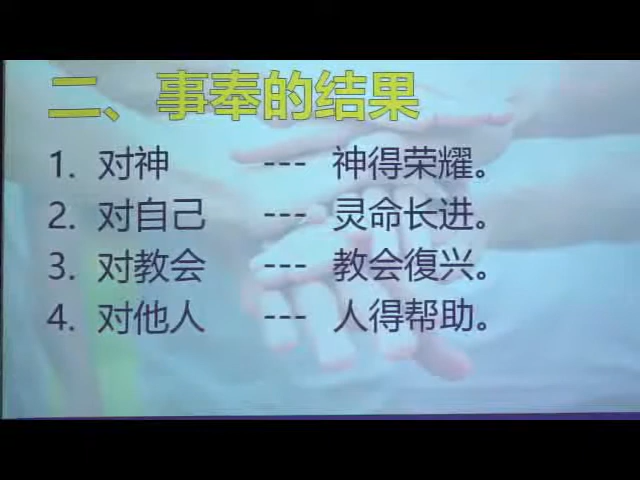 二、事奉的结果
1. 对神 --- 神得荣耀。
2. 对自己 --- 灵命长进。
3. 对教会 --- 教会復兴。
4. 对他人 --- 人得帮助。